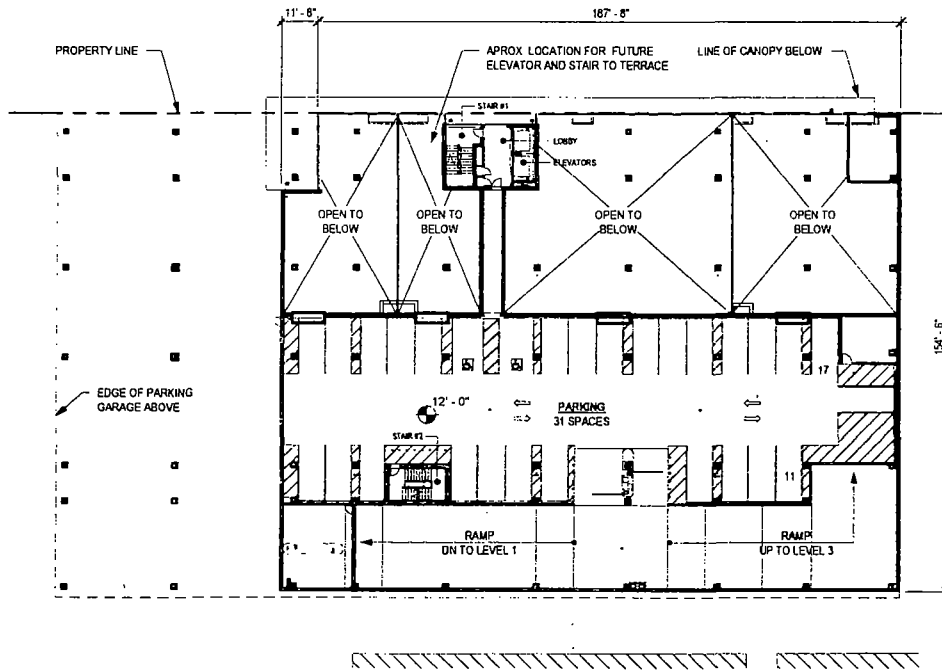 11'- 8"
187'- 8"
PROPERTY LINE
APROX LOCATION FOR FUTURE
ELEVATOR AND STAIR TO TERRACE
LINE OF CANOPY BELOW
STAIR #1
LOBBY
ELEVATORS
OPEN TO
BELOW
OPEN TO
BELOW
OPEN TO
BELOW
OPEN TO
BELOW
154'- 6"
EDGE OF PARKING
GARAGE ABOVE
12' - 0"
PARKING
31 SPACES
17
STAIR #2
11
RAMP
DN TO LEVEL 1
RAMP
UP TO LEVEL 3